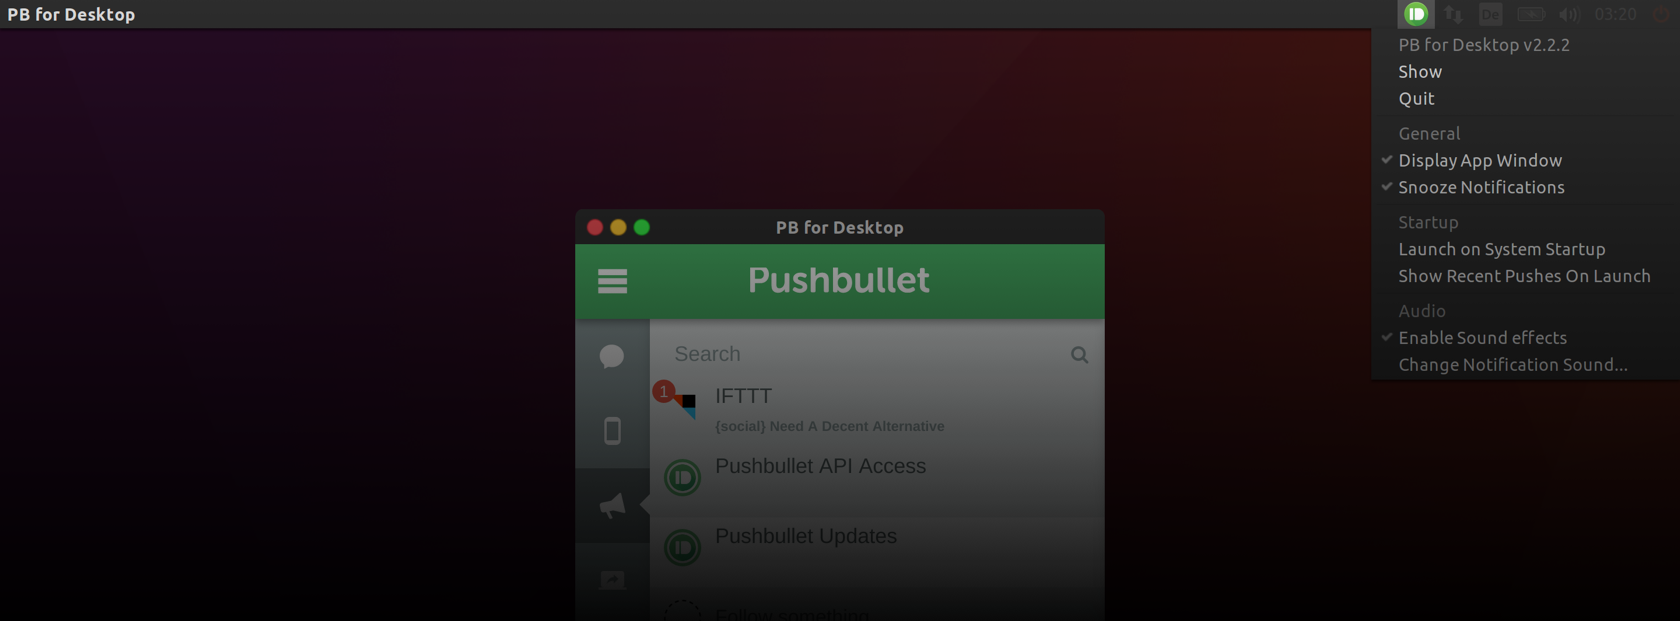 PB for Desktop
De
03:20
PB for Desktop v2.2.2
Show
Quit
General
Display App Window
Snooze Notifications
Startup
Launch on System Startup
Show Recent Pushes On Launch
Audio
Enable Sound effects
Change Notification Sound...
PB for Desktop
Pushbullet
Search
1
IFTTT
{social} Need A Decent Alternative
Pushbullet API Access
Pushbullet Updates
Follow something